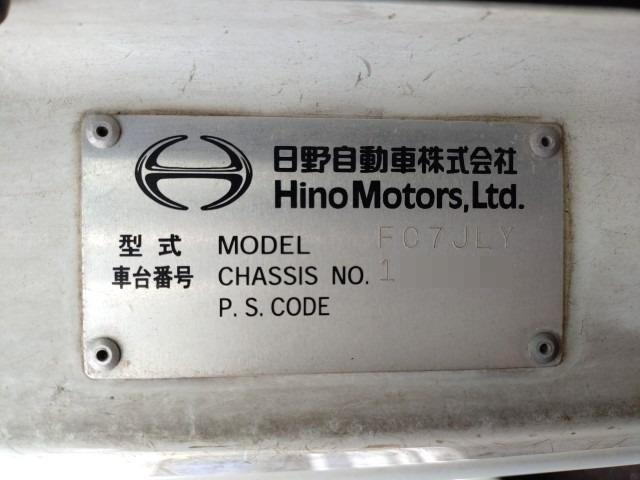 日野自動車株式会社
Hino Motors, Ltd.
型式 MODEL FC7JLY
車台番号 CHASSIS NO. 1
P. S. CODE